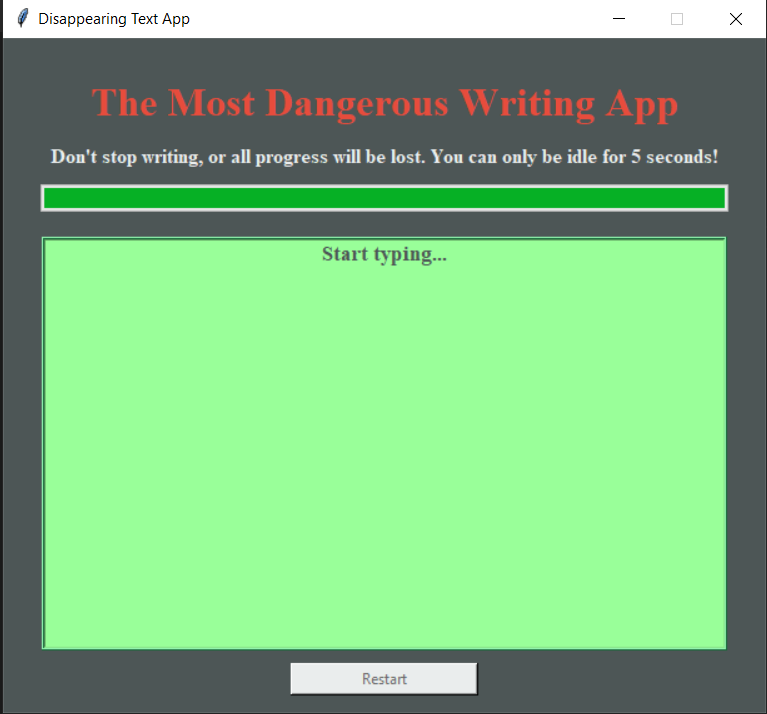 Disappearing Text App
The Most Dangerous Writing App
Don't stop writing, or all progress will be lost. You can only be idle for 5 seconds!
Start typing...
Restart